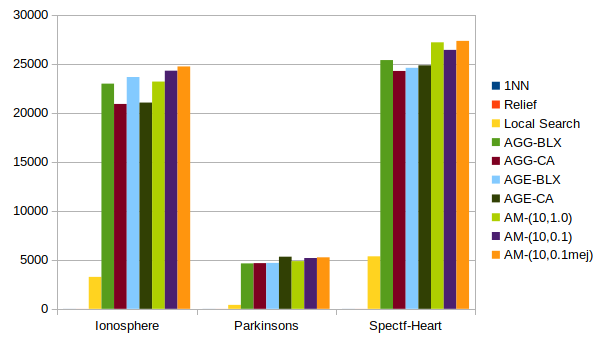 30000
25000
20000
15000
10000
5000
0
Ionosphere
Parkinsons
Spectf-Heart
1NN
Relief
Local Search
AGG-BLX
AGG-CA
AGE-BLX
AGE-CA
AM-(10,1.0)
AM-(10,0.1)
AM-(10,0.1mej)